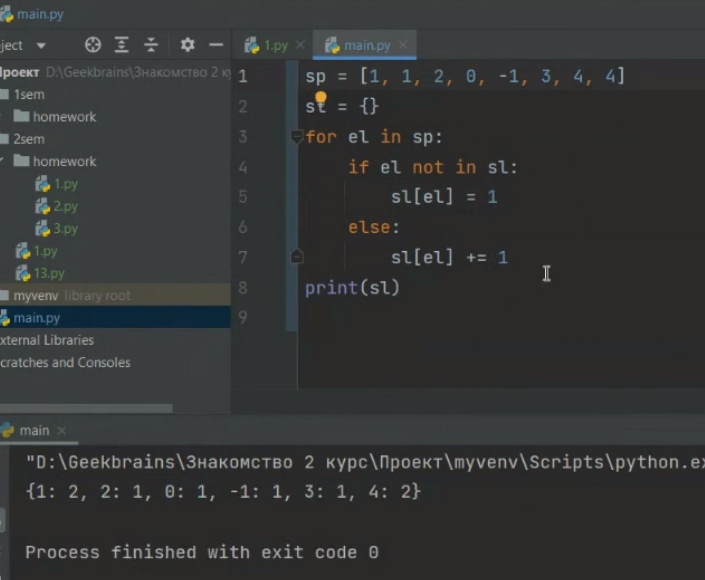 main.py
ject
1.py
main.py
Проект D:\Geekbrains\Знакомство 2 к
1sem
homework
2sem
homework
1.py
2.py
3.py
1.py
13.py
myvenv library root
main.py
xternal Libraries
cratches and Consoles
1 sp = [1, 1, 2, 0, -1, 3, 4, 4]
2 sl = {}
3 for el in sp:
4 if el not in sl:
5 sl[el] = 1
6 else:
7 sl[el] += 1
8 print(sl)
9
main
"D:\Geekbrains\Знакомство 2 курс\Проект\myvenv\Scripts\python.ex
{1: 2, 2: 1, 0: 1, -1: 1, 3: 1, 4: 2}
Process finished with exit code 0